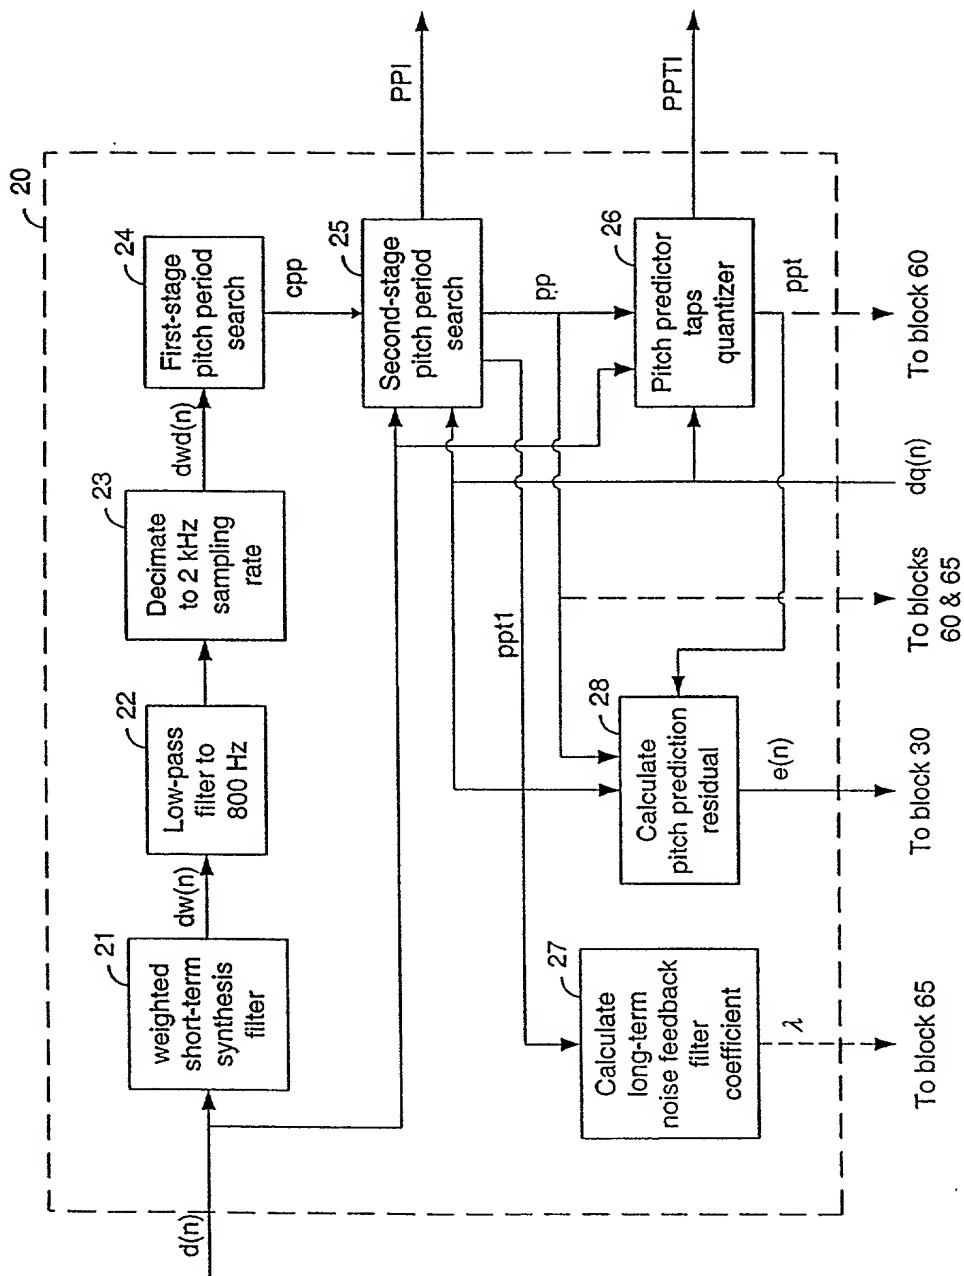 20
d(n)
21
weighted
short-term
synthesis
filter
dw(n)
22
Low-pass
filter to
800 Hz
23
Decimate
to 2 kHz
sampling
rate
dwd(n)
24
First-stage
pitch period
search
cpp
25
Second-stage
pitch period
search
PPI
ppt1
pp
26
Pitch predictor
taps
quantizer
PPTI
ppt
27
Calculate
long-term
noise feedback
filter
coefficient
λ
28
Calculate
pitch prediction
residual
e(n)
To block 65
To block 30
To blocks
60 & 65
dq(n)
To block 60